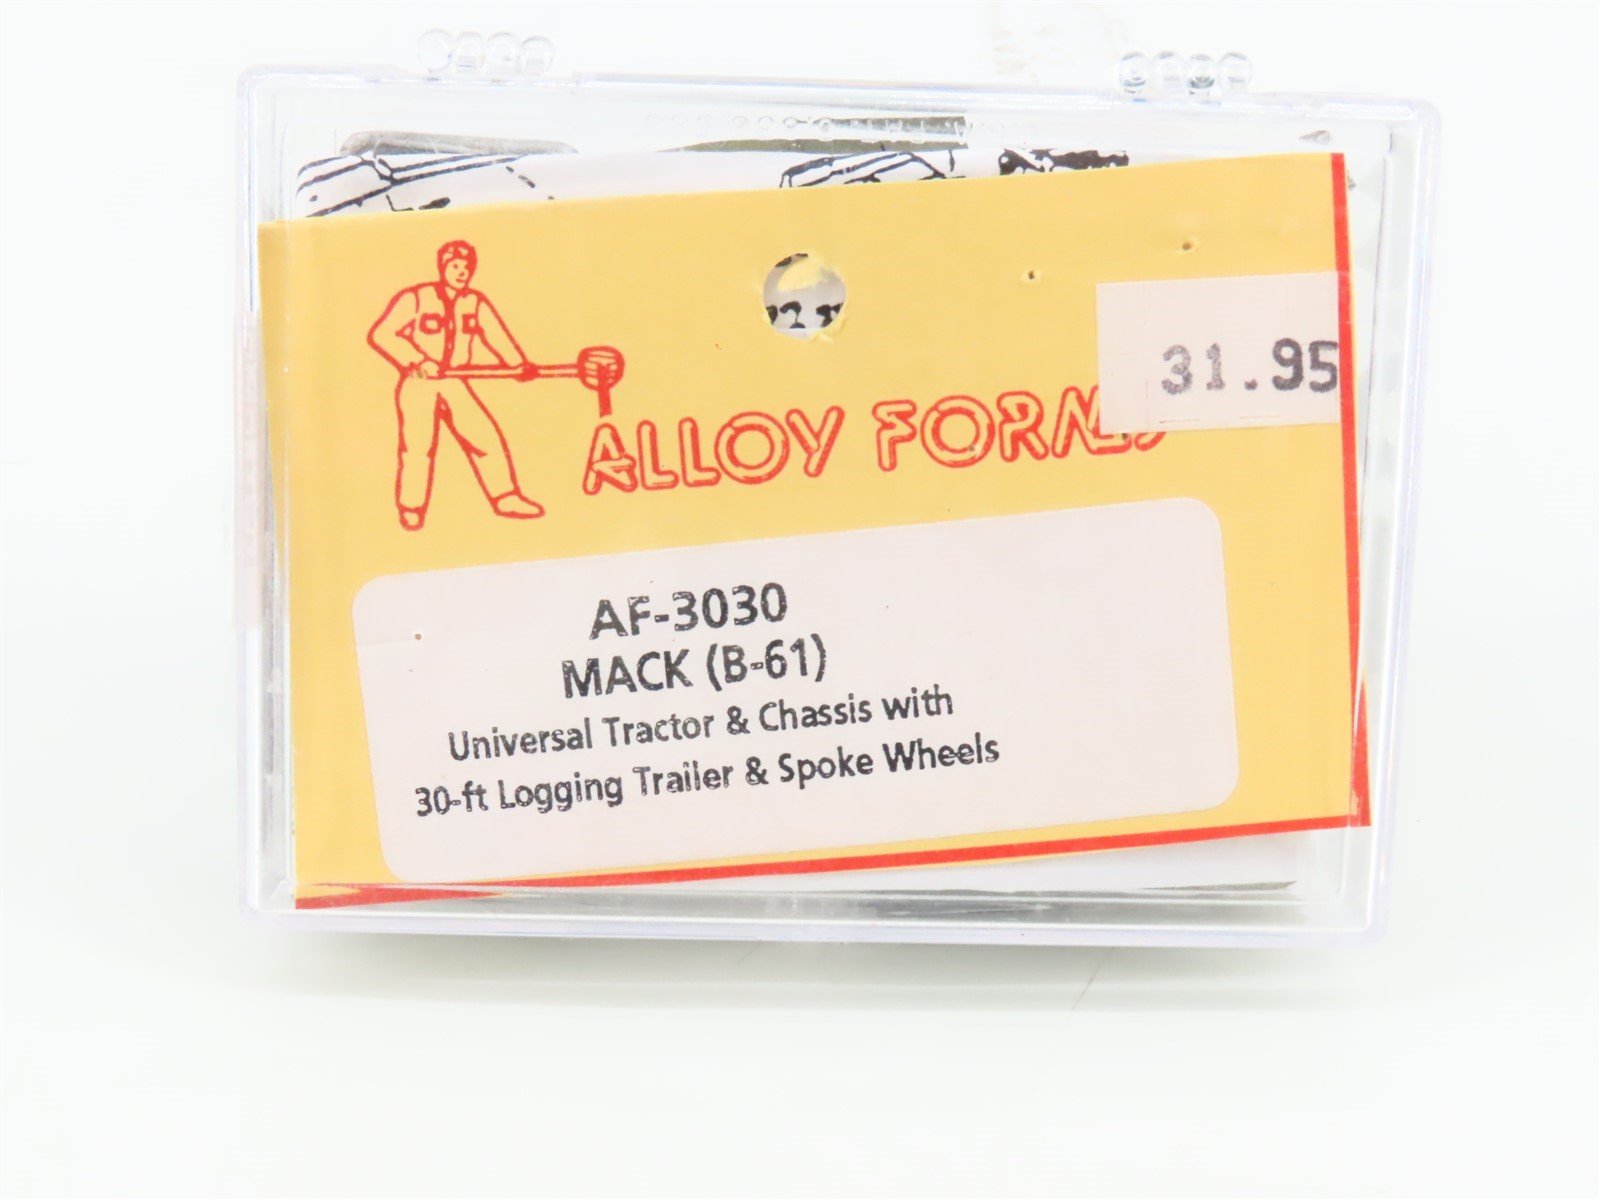 31.95
ALLOY FORMS
AF-3030
MACK (B-61)
Universal Tractor & Chassis with
30-ft Logging Trailer & Spoke Wheels